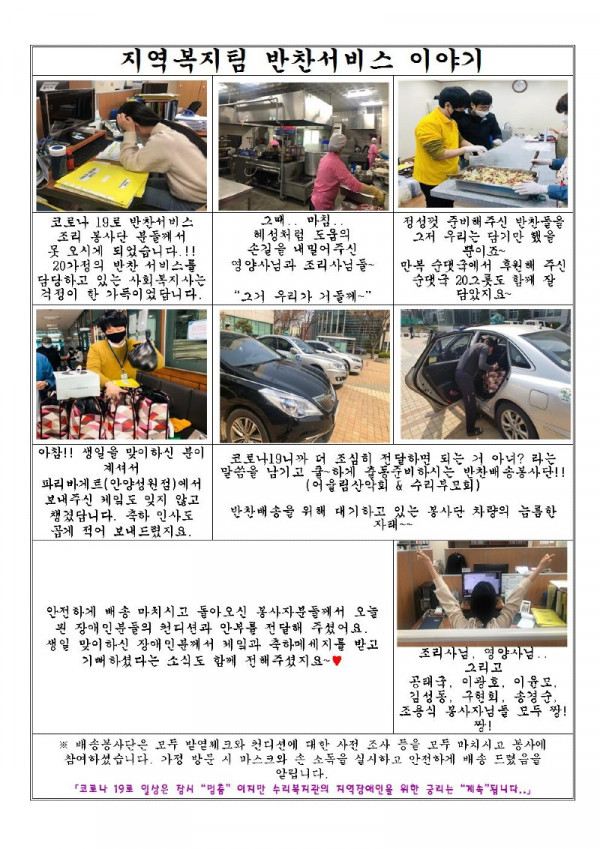 지역복지팀 반찬서비스 이야기
코로나 19로 반찬서비스
조리 봉사단 분들께서
못 오시게 되었습니다.!!
20가정의 반찬 서비스를
담당하고 있는 사회복지사는
걱정이 한 가득이었답니다.
그때.. 마침..
혜성처럼 도움의
손길을 내밀어주신
영양사님과 조리사님들~
“그거 우리가 거들께~”
정성껏 준비해주신 반찬들을
그저 우리는 담기만 했을
뿐이죠~
만복 순댓국에서 후원해 주신
순댓국 20그릇도 함께 잘
담았지요~
아참!! 생일을 맞이하신 분이
계셔서
파리바게트(안양성원점)에서
보내주신 케잌도 잊지 않고
챙겼답니다. 축하 인사도
곱게 적어 보내드렸지요.
코로나19니까 더 조심히 전달하면 되는 거 아녀? 라는
말씀을 남기고 쿨~하게 출동준비하시는 반찬배송봉사단!!
(어울림산악회 & 수리부모회)
반찬배송을 위해 대기하고 있는 봉사단 차량의 늠름한
자태~~
안전하게 배송 마치시고 돌아오신 봉사자분들께서 오늘
뵌 장애인분들의 컨디션과 안부를 전달해 주셨어요.
생일 맞이하신 장애인분께서 케잌과 축하메세지를 받고
기뻐하셨다는 소식도 함께 전해주셨지요~♥
조리사님, 영양사님..
그리고
공태국, 이광호, 이윤모,
김성동, 구현회, 송경순,
조용식 봉사자님들 모두 짱!
짱!
※ 배송봉사단은 모두 발열체크와 컨디션에 대한 사전 조사 등을 모두 마치시고 봉사에
참여하셨습니다. 가정 방문 시 마스크와 손 소독을 실시하고 안전하게 배송 드렸음을
알립니다.
「코로나 19로 일상은 잠시 “멈춤” 이지만 수리복지관의 지역장애인을 위한 궁리는 “계속”됩니다..」